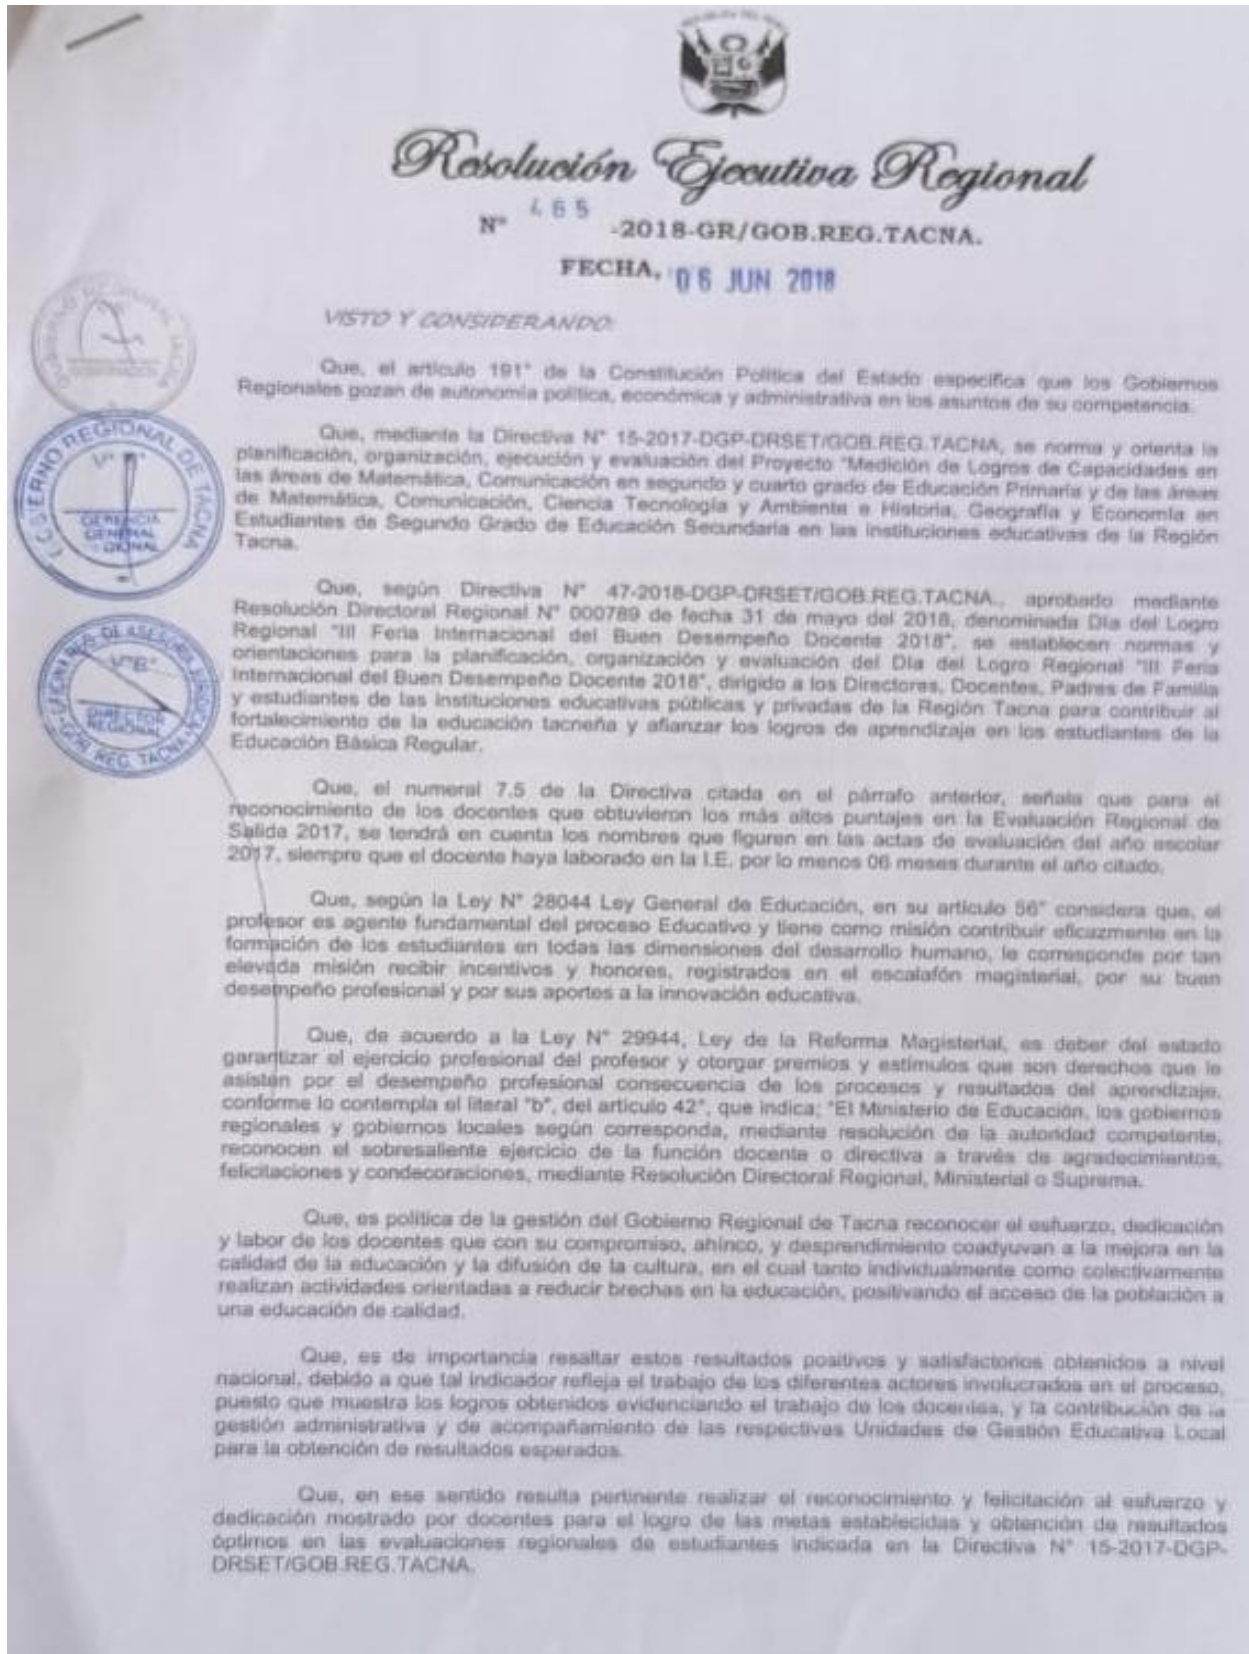 REPUBLICA DEL PERU
Resolución Ejecutiva Regional
N° 465 -2018-GR/GOB.REG.TACNA.
FECHA, 06 JUN 2018
VISTO Y CONSIDERANDO:
Que, el artículo 191° de la Constitución Política del Estado especifica que los Gobiernos
Regionales gozan de autonomía política, económica y administrativa en los asuntos de su competencia.
Que, mediante la Directiva N° 15-2017-DGP-DRSET/GOB.REG.TACNA, se norma y orienta la
planificación, organización, ejecución y evaluación del Proyecto "Medición de Logros de Capacidades en
las áreas de Matemática, Comunicación en segundo y cuarto grado de Educación Primaria y de las áreas
de Matemática, Comunicación, Ciencia Tecnología y Ambiente e Historia, Geografía y Economía en
Estudiantes de Segundo Grado de Educación Secundaria en las instituciones educativas de la Región
Tacna.
Que, según Directiva N° 47-2018-DGP-DRSET/GOB.REG.TACNA., aprobado mediante
Resolución Directoral Regional N° 000789 de fecha 31 de mayo del 2018, denominada Día del Logro
Regional "III Feria Internacional del Buen Desempeño Docente 2018", se establecen normas y
orientaciones para la planificación, organización y evaluación del Día del Logro Regional "III Feria
Internacional del Buen Desempeño Docente 2018", dirigido a los Directores, Docentes, Padres de Familia
y estudiantes de las instituciones educativas públicas y privadas de la Región Tacna para contribuir al
fortalecimiento de la educación tacneña y afianzar los logros de aprendizaje en los estudiantes de la
Educación Básica Regular.
Que, el numeral 7.5 de la Directiva citada en el párrafo anterior, señala que para el
reconocimiento de los docentes que obtuvieron los más altos puntajes en la Evaluación Regional de
Salida 2017, se tendrá en cuenta los nombres que figuren en las actas de evaluación del año escolar
2017, siempre que el docente haya laborado en la I.E. por lo menos 06 meses durante el año citado.
Que, según la Ley N° 28044 Ley General de Educación, en su artículo 56° considera que, el
profesor es agente fundamental del proceso Educativo y tiene como misión contribuir eficazmente en la
formación de los estudiantes en todas las dimensiones del desarrollo humano, le corresponde por tan
elevada misión recibir incentivos y honores, registrados en el escalafón magisterial, por su buen
desempeño profesional y por sus aportes a la innovación educativa.
Que, de acuerdo a la Ley N° 29944, Ley de la Reforma Magisterial, es deber del estado
garantizar el ejercicio profesional del profesor y otorgar premios y estímulos que son derechos que le
asisten por el desempeño profesional consecuencia de los procesos y resultados del aprendizaje,
conforme lo contempla el literal "b", del artículo 42°, que indica; "El Ministerio de Educación, los gobiernos
regionales y gobiernos locales según corresponda, mediante resolución de la autoridad competente,
reconocen el sobresaliente ejercicio de la función docente o directiva a través de agradecimientos,
felicitaciones y condecoraciones, mediante Resolución Directoral Regional, Ministerial o Suprema.
Que, es política de la gestión del Gobierno Regional de Tacna reconocer el esfuerzo, dedicación
y labor de los docentes que con su compromiso, ahínco, y desprendimiento coadyuvan a la mejora en la
calidad de la educación y la difusión de la cultura, en el cual tanto individualmente como colectivamente
realizan actividades orientadas a reducir brechas en la educación, positivando el acceso de la población a
una educación de calidad.
Que, es de importancia resaltar estos resultados positivos y satisfactorios obtenidos a nivel
nacional, debido a que tal indicador refleja el trabajo de los diferentes actores involucrados en el proceso,
puesto que muestra los logros obtenidos evidenciando el trabajo de los docentes, y la contribución de la
gestión administrativa y de acompañamiento de las respectivas Unidades de Gestión Educativa Local
para la obtención de resultados esperados.
Que, en ese sentido resulta pertinente realizar el reconocimiento y felicitación al esfuerzo y
dedicación mostrado por docentes para el logro de las metas establecidas y obtención de resultados
óptimos en las evaluaciones regionales de estudiantes indicada en la Directiva N° 15-2017-DGP-
DRSET/GOB.REG.TACNA.
GOBIERNO REGIONAL TACNA
GOBIERNO REGIONAL DE TACNA
V° B°
GERENCIA
GENERAL
REGIONAL
OFICINA REG. DE ASESORIA JURIDICA
V°B°
DIRECTOR
REGIONAL
GOB. REG. TACNA